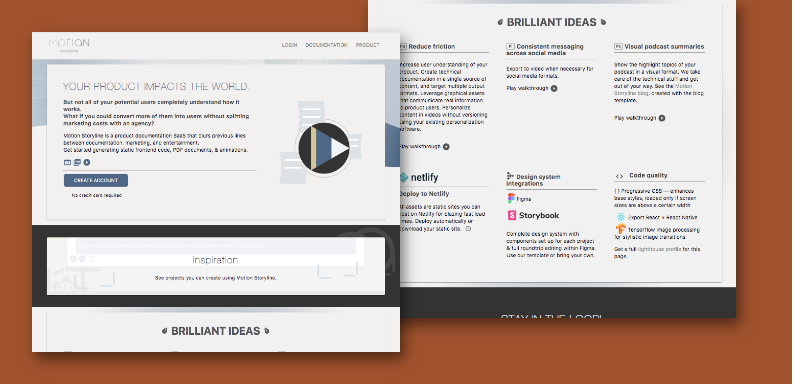 MOTION
storyline
LOGIN DOCUMENTATION PRODUCT
YOUR PRODUCT IMPACTS THE WORLD.
But not all of your potential users completely understand how it
works.
What if you could convert more of them into users without splitting
marketing costs with an agency?
Motion Storyline is a product documentation SaaS that blurs previous lines
between documentation, marketing, and entertainment.
Get started generating static frontend code, PDF documents, & animations.
CREATE ACCOUNT
No credit card required
Inspiration
See projects you can create using Motion Storyline.
BRILLIANT IDEAS
BRILLIANT IDEAS
Reduce friction
increase user understanding of your
product. Create technical
documentation in a single source of
content, and target multiple output
formats. Leverage graphical assets
that communicate real information
to product users. Personalize
content in videos without versioning
using your existing personalization
software.
Play walkthrough
Consistent messaging
across social media
Export to video when necessary for
social media formats.
Play walkthrough
Visual podcast summaries
Show the highlight topics of your
podcast in a visual format. We take
care of the technical stuff and get
out of your way. See the Motion
Storyline blog, created with the blog
template.
Play walkthrough
netlify
Deploy to Netlify
All assets are static sites you can
host on Netlify for blazing fast load
times. Deploy automatically or
download your static site.
Design system
integrations
Figma
Storybook
Complete design system with
components set up for each project
& full roundtrip editing within Figma.
Use our template or bring your own.
Code quality
{ } Progressive CSS — enhances
base styles, loaded only if screen
sizes are above a certain width
Export React + React Native
Tensorflow image processing
for stylistic image transitions
Get a full lighthouse profile for this
page.
STAY IN THE LOOP!